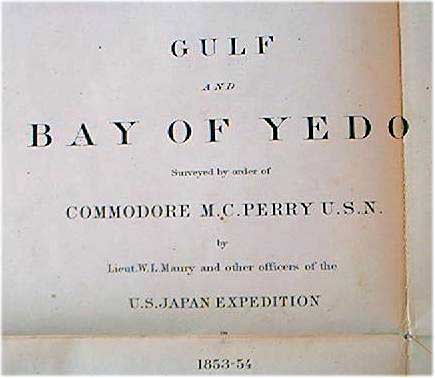 GULF
AND
BAY OF YEDO
Surveyed by order of
COMMODORE M.C. PERRY U.S.N.
by
Lieut. W. L. Maury and other officers of the
U.S. JAPAN EXPEDITION
1853-54